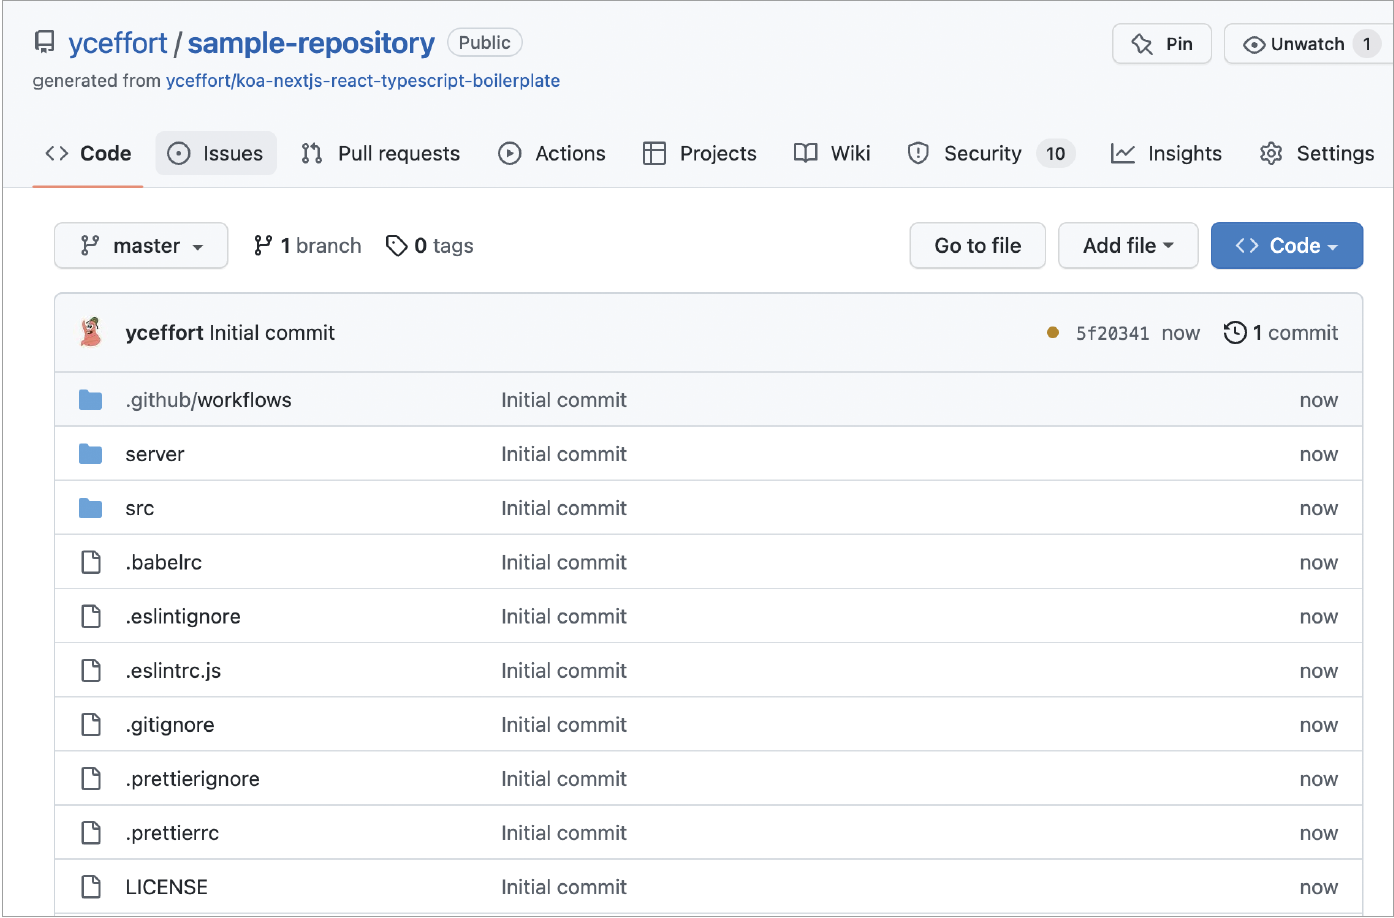 yceffort / sample-repository Public Pin Unwatch 1
generated from yceffort/koa-nextjs-react-typescript-boilerplate
<> Code Issues Pull requests Actions Projects Wiki Security 10 Insights Settings
master 1 branch 0 tags Go to file Add file <> Code
yceffort Initial commit 5f20341 now 1 commit
.github/workflows Initial commit now
server Initial commit now
src Initial commit now
.babelrc Initial commit now
.eslintignore Initial commit now
.eslintrc.js Initial commit now
.gitignore Initial commit now
.prettierignore Initial commit now
.prettierrc Initial commit now
LICENSE Initial commit now